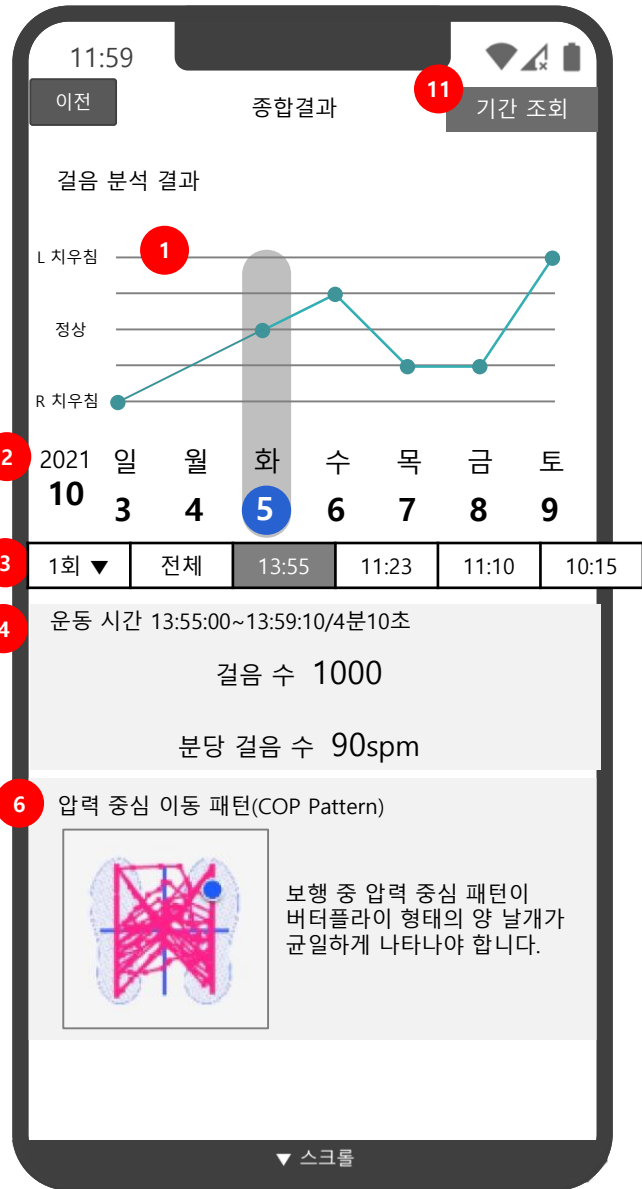 11:59
이전
종합결과
11
기간 조회
걸음 분석 결과
L 치우침
1
정상
R 치우침
2
2021 일 월 화 수 목 금 토
10 3 4 5 6 7 8 9
3
1회 ▼ 전체 13:55 11:23 11:10 10:15
4
운동 시간 13:55:00~13:59:10/4분10초
걸음 수 1000
분당 걸음 수 90spm
6
압력 중심 이동 패턴(COP Pattern)
보행 중 압력 중심 패턴이
버터플라이 형태의 양 날개가
균일하게 나타나야 합니다.
▼ 스크롤